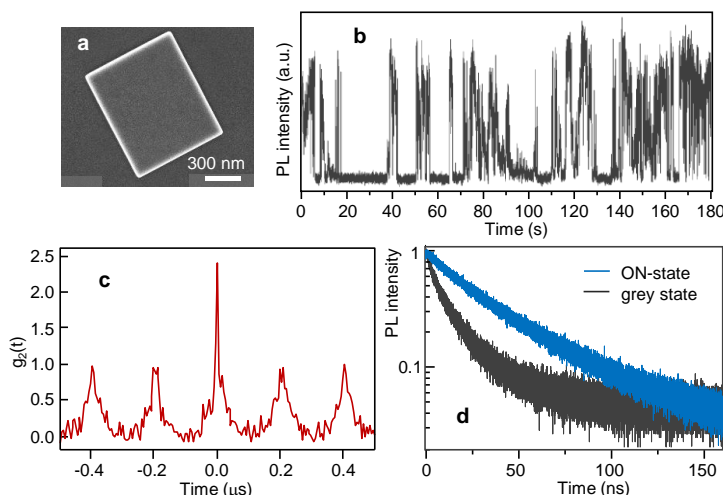 a
300 nm
b
PL intensity (a.u.)
0 20 40 60 80 100 120 140 160 180
Time (s)
c
g₂(t)
2.5
2.0
1.5
1.0
0.5
0.0
-0.4 -0.2 0.0 0.2 0.4
Time (μs)
PL intensity
1
0.1
ON-state
grey state
d
0 50 100 150
Time (ns)